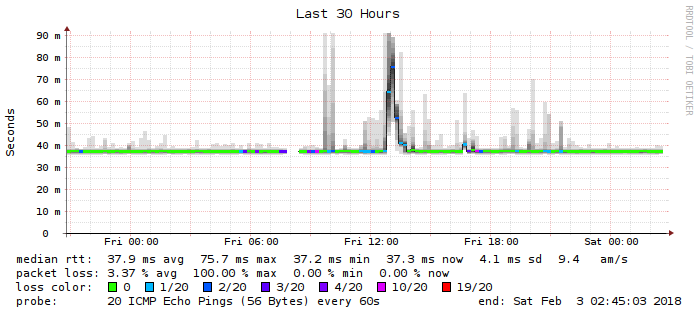 Last 30 Hours
RRDTOOL / TOBI OETIKER
Seconds
90 m
80 m
70 m
60 m
50 m
40 m
30 m
20 m
10 m
0
Fri 00:00 Fri 06:00 Fri 12:00 Fri 18:00 Sat 00:00
median rtt: 37.9 ms avg 75.7 ms max 37.2 ms min 37.3 ms now 4.1 ms sd 9.4 am/s
packet loss: 3.37 % avg 100.00 % max 0.00 % min 0.00 % now
loss color: 0 1/20 2/20 3/20 4/20 10/20 19/20
probe: 20 ICMP Echo Pings (56 Bytes) every 60s end: Sat Feb 3 02:45:03 2018